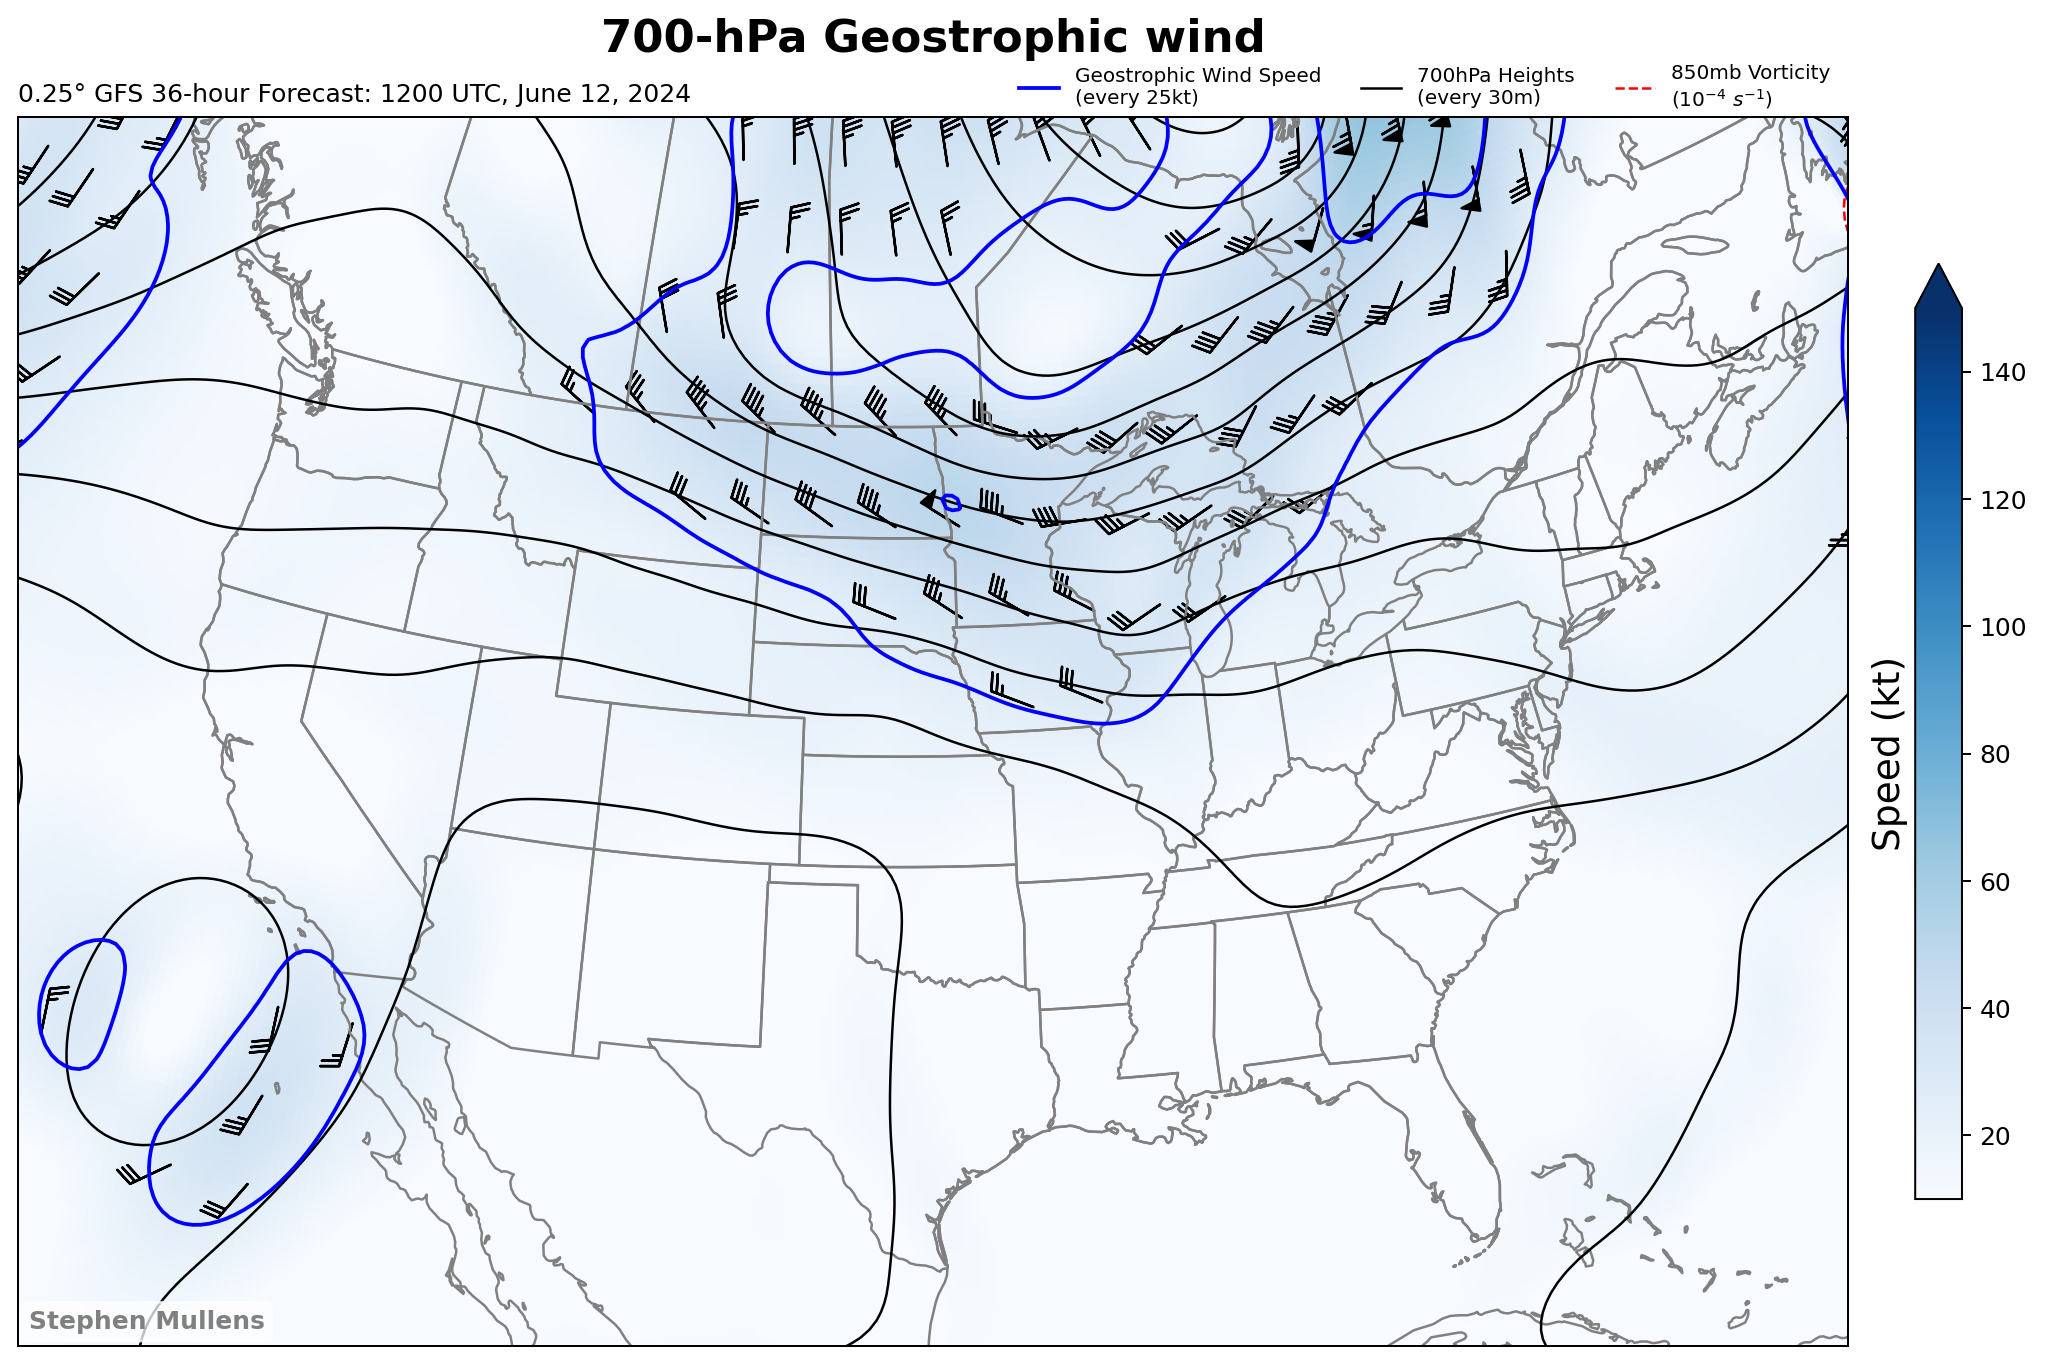 700-hPa Geostrophic wind
0.25° GFS 36-hour Forecast: 1200 UTC, June 12, 2024
Geostrophic Wind Speed
(every 25kt)
700hPa Heights
(every 30m)
850mb Vorticity
(10⁻⁴ s⁻¹)
140
120
100
80
60
40
20
Speed (kt)
Stephen Mullens